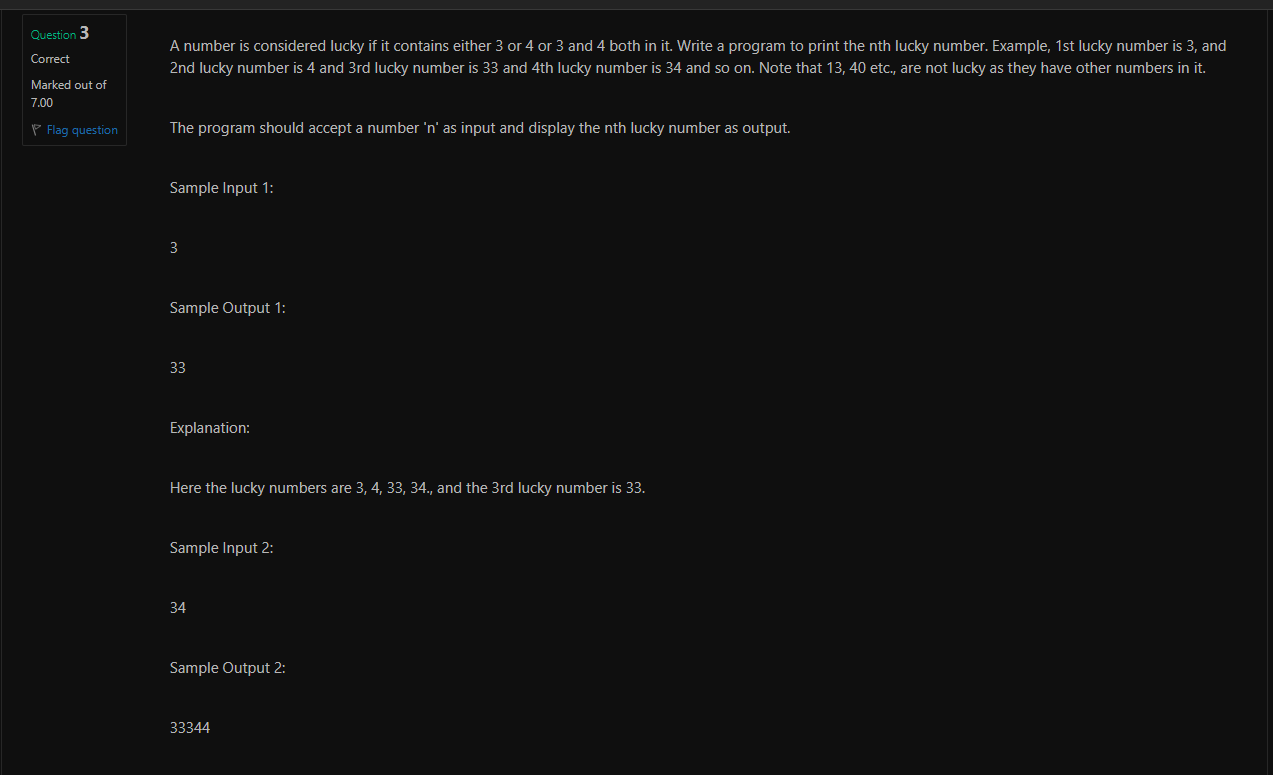 Question 3
Correct
Marked out of
7.00
Flag question
A number is considered lucky if it contains either 3 or 4 or 3 and 4 both in it. Write a program to print the nth lucky number. Example, 1st lucky number is 3, and
2nd lucky number is 4 and 3rd lucky number is 33 and 4th lucky number is 34 and so on. Note that 13, 40 etc., are not lucky as they have other numbers in it.
The program should accept a number 'n' as input and display the nth lucky number as output.
Sample Input 1:
3
Sample Output 1:
33
Explanation:
Here the lucky numbers are 3, 4, 33, 34., and the 3rd lucky number is 33.
Sample Input 2:
34
Sample Output 2:
33344